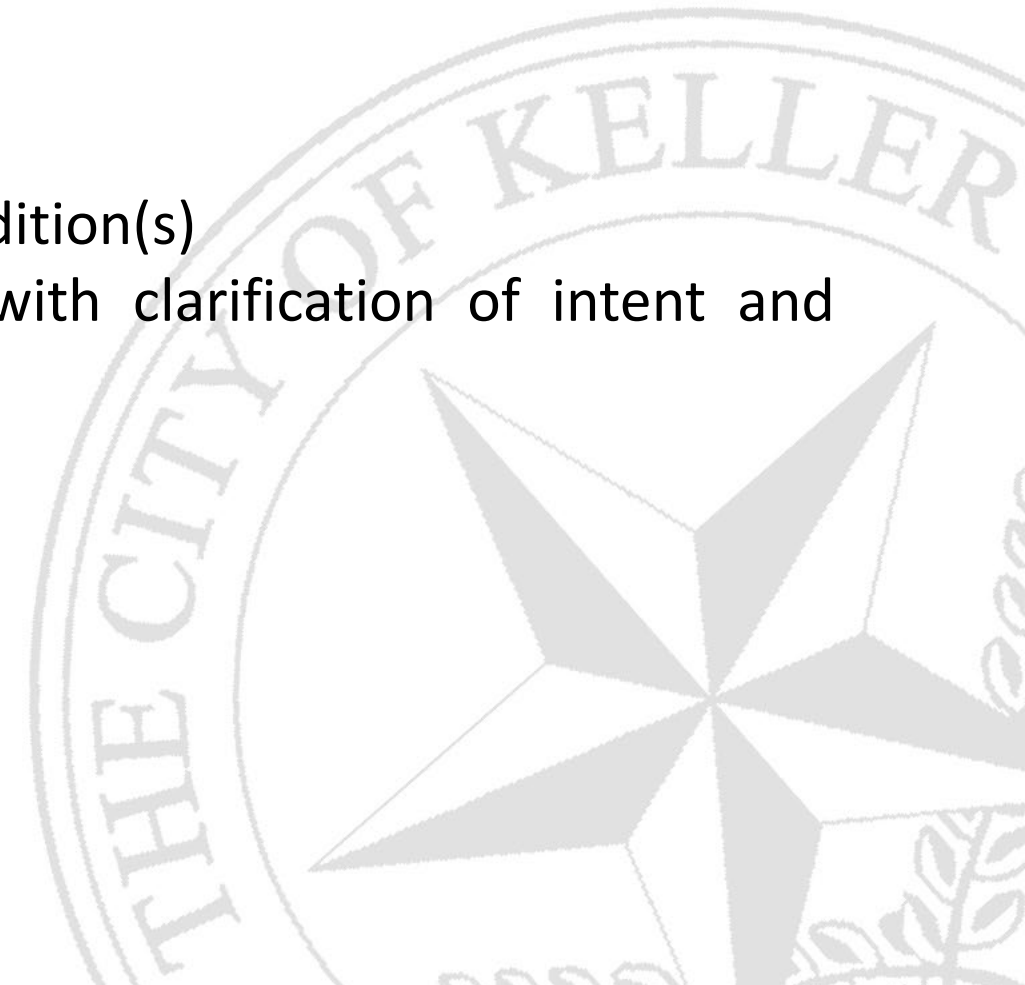 THE CITY OF KELLER
dition(s)
with clarification of intent and